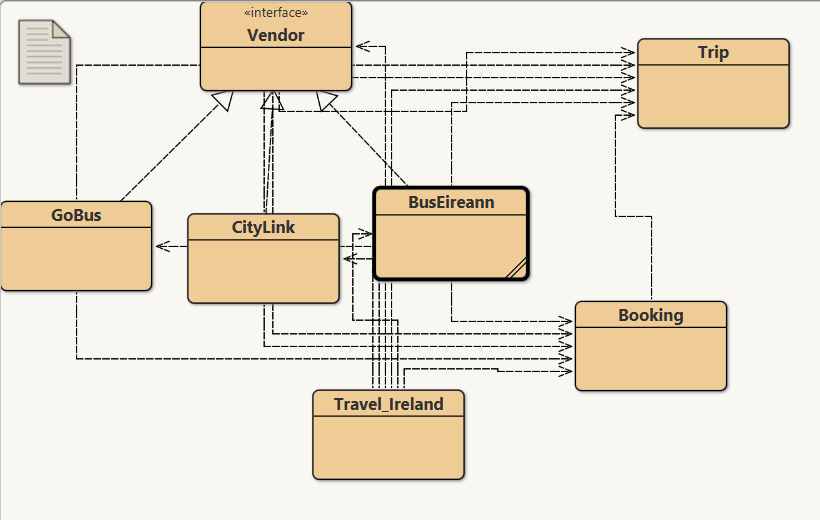 «interface»
Vendor
Trip
GoBus
CityLink
BusEireann
Booking
Travel_Ireland